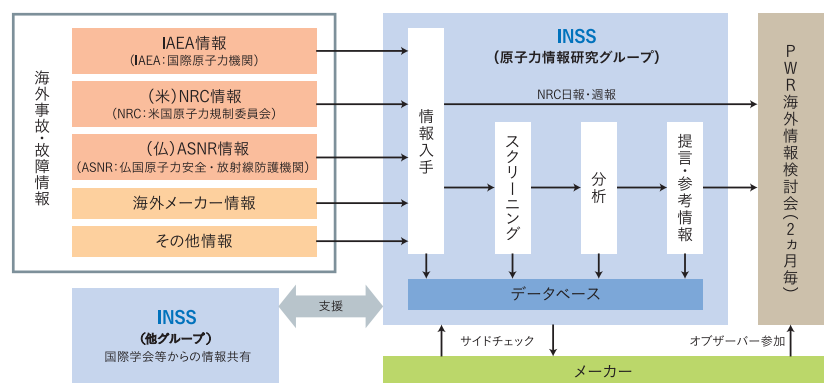 海外事故・故障情報
IAEA情報
(IAEA：国際原子力機関)
(米)NRC情報
(NRC：米国原子力規制委員会)
(仏)ASNR情報
(ASNR：仏国原子力安全・放射線防護機関)
海外メーカー情報
その他情報
INSS
(原子力情報研究グループ)
情報入手
NRC日報・週報
スクリーニング
分析
提言・参考情報
データベース
PWR海外情報検討会(2ヵ月毎)
INSS
(他グループ)
国際学会等からの情報共有
支援
サイドチェック
オブザーバー参加
メーカー